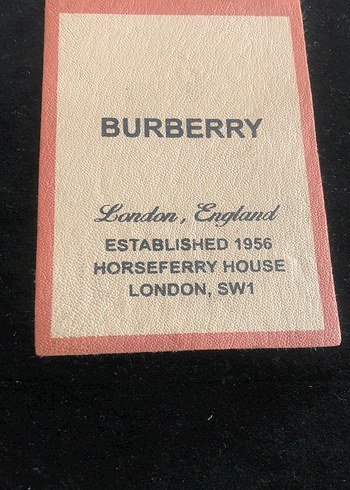 BURBERRY
London, England
ESTABLISHED 1956
HORSEFERRY HOUSE
LONDON, SW1